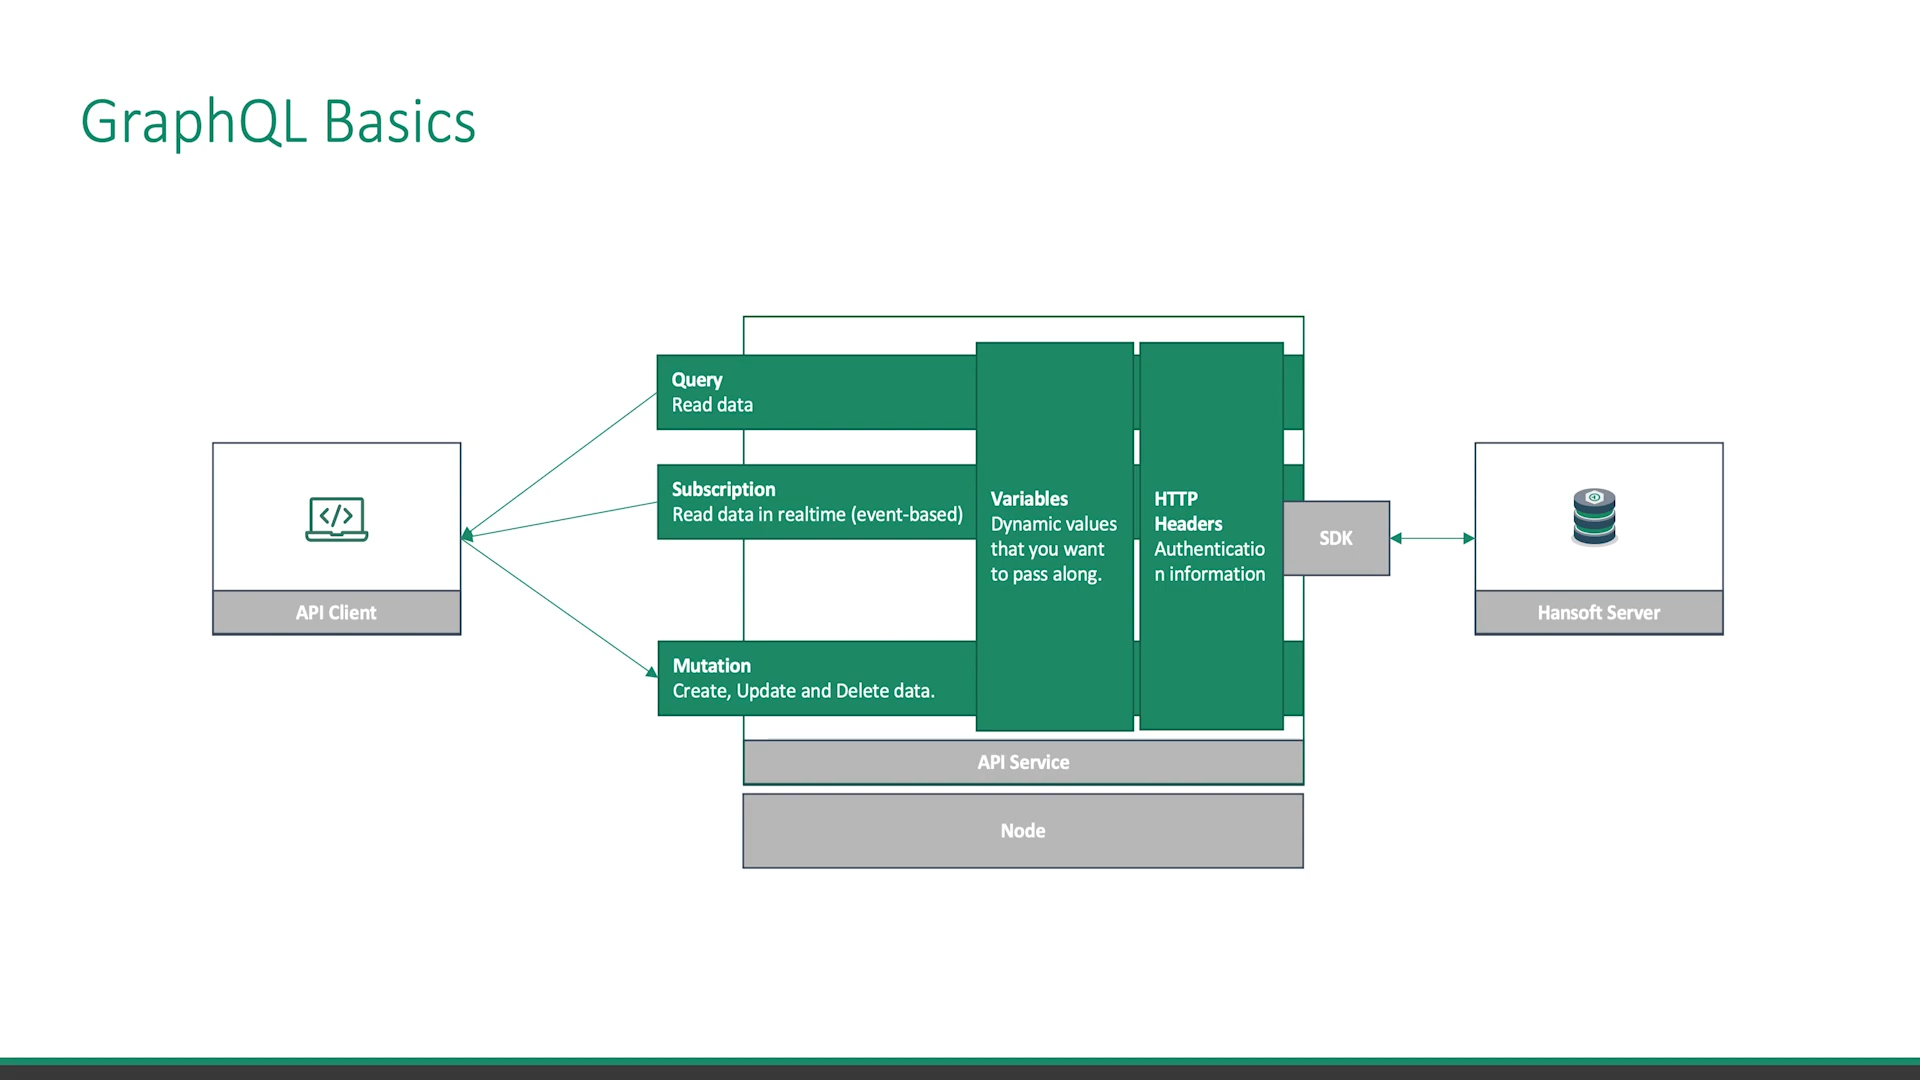 GraphQL Basics
Query
Read data
Subscription
Read data in realtime (event-based)
Mutation
Create, Update and Delete data.
Variables
Dynamic values
that you want
to pass along.
HTTP
Headers
Authenticatio
n information
SDK
</>
API Client
Hansoft Server
API Service
Node